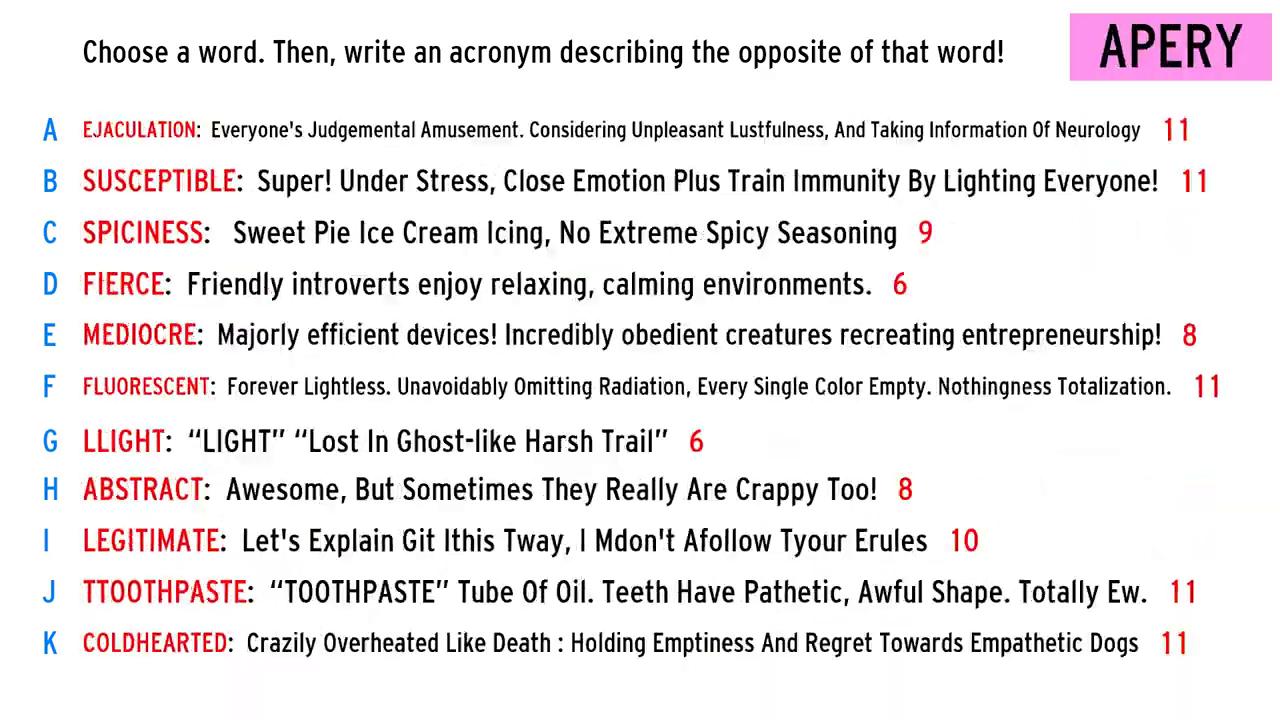 Choose a word. Then, write an acronym describing the opposite of that word!
APERY
A EJACULATION: Everyone's Judgemental Amusement. Considering Unpleasant Lustfulness, And Taking Information Of Neurology 11
B SUSCEPTIBLE: Super! Under Stress, Close Emotion Plus Train Immunity By Lighting Everyone! 11
C SPICINESS: Sweet Pie Ice Cream Icing, No Extreme Spicy Seasoning 9
D FIERCE: Friendly introverts enjoy relaxing, calming environments. 6
E MEDIOCRE: Majorly efficient devices! Incredibly obedient creatures recreating entrepreneurship! 8
F FLUORESCENT: Forever Lightless. Unavoidably Omitting Radiation, Every Single Color Empty. Nothingness Totalization. 11
G LLIGHT: “LIGHT” “Lost In Ghost-like Harsh Trail” 6
H ABSTRACT: Awesome, But Sometimes They Really Are Crappy Too! 8
I LEGITIMATE: Let's Explain Git Ithis Tway, I Mdon't Afollow Tyour Erules 10
J TTOOTHPASTE: “TOOTHPASTE” Tube Of Oil. Teeth Have Pathetic, Awful Shape. Totally Ew. 11
K COLDHEARTED: Crazily Overheated Like Death : Holding Emptiness And Regret Towards Empathetic Dogs 11